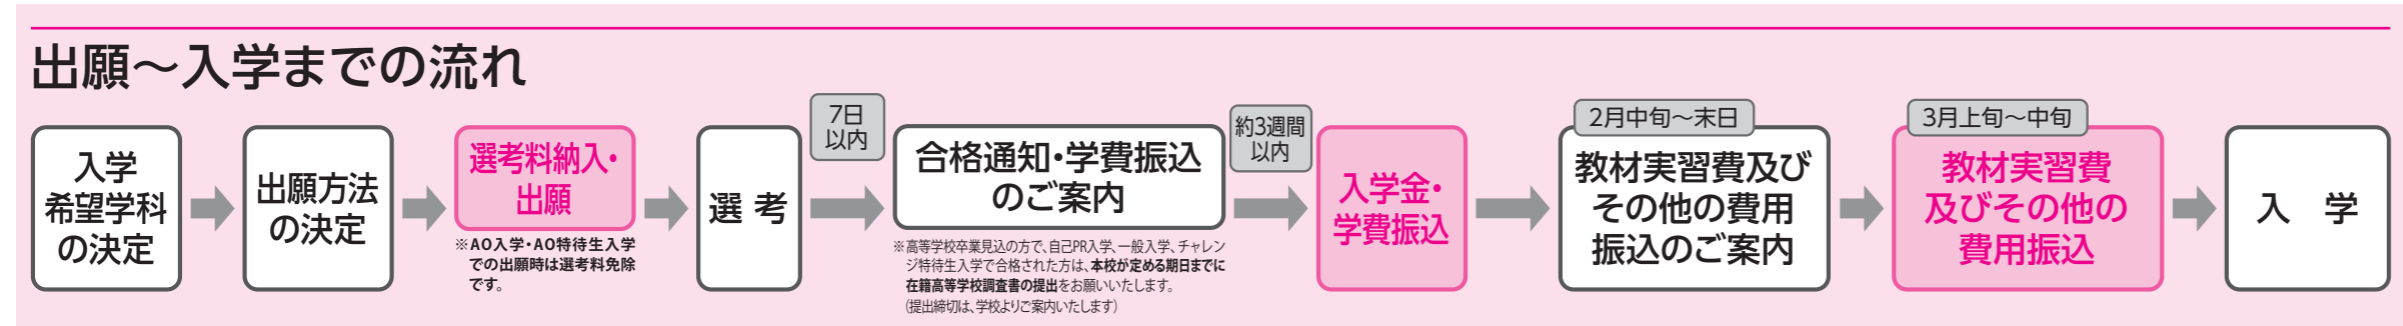 出願～入学までの流れ
入学
希望学科
の決定
出願方法
の決定
選考料納入・
出願
※AO入学・AO特待生入学
での出願時は選考料免除
です。
選 考
7日
以内
合格通知・学費振込
のご案内
※高等学校卒業見込の方で、自己PR入学、一般入学、チャレン
ジ特待生入学で合格された方は、本校が定める期日までに
在籍高等学校調査書の提出をお願いいたします。
(提出締切は、学校よりご案内いたします)
約3週間
以内
入学金・
学費振込
2月中旬～末日
教材実習費及び
その他の費用
振込のご案内
3月上旬～中旬
教材実習費
及びその他の
費用振込
入 学